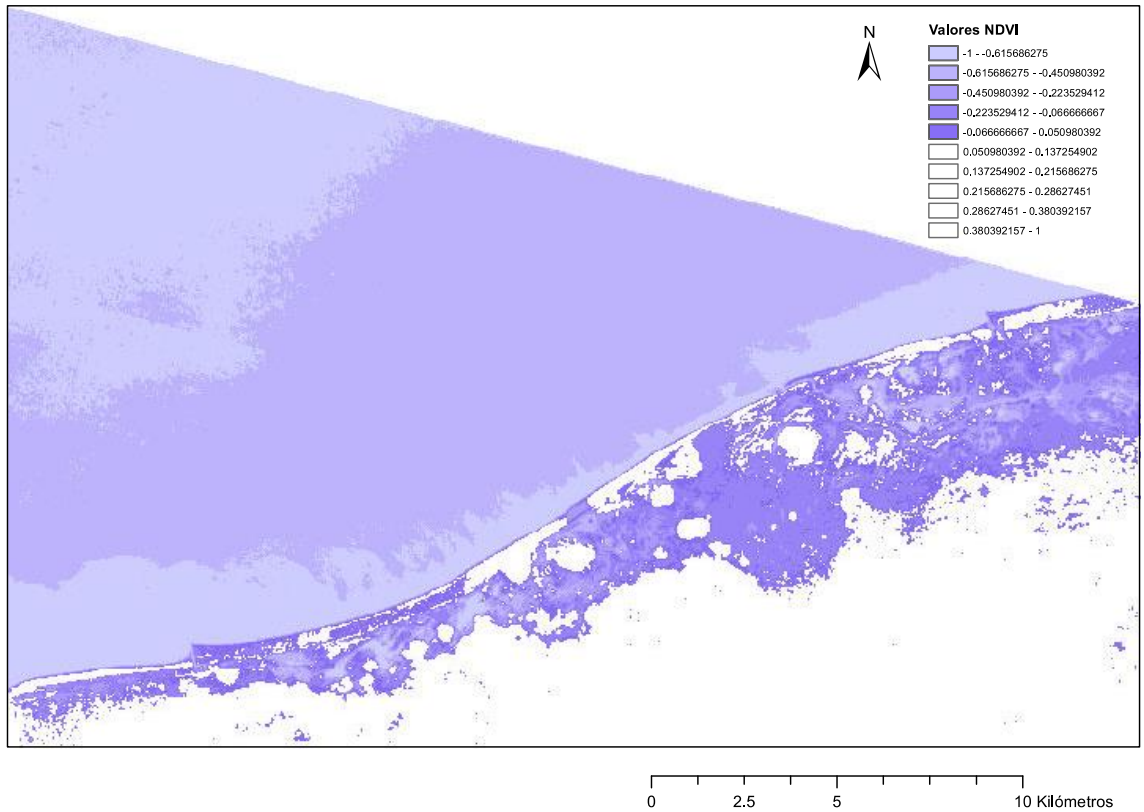 N
Valores NDVI
-1 - -0.615686275
-0.615686275 - -0.450980392
-0.450980392 - -0.223529412
-0.223529412 - -0.066666667
-0.066666667 - 0.050980392
0.050980392 - 0.137254902
0.137254902 - 0.215686275
0.215686275 - 0.28627451
0.28627451 - 0.380392157
0.380392157 - 1
0 2.5 5 10 Kilómetros